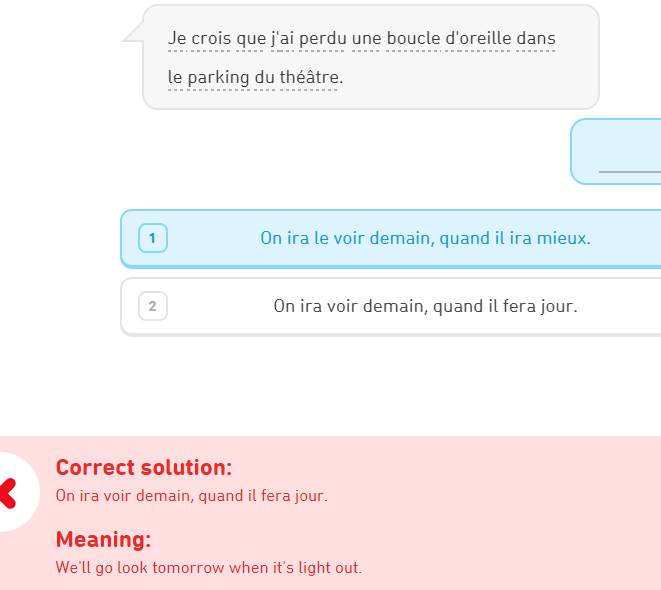 Je crois que j'ai perdu une boucle d'oreille dans
le parking du théâtre.
1 On ira le voir demain, quand il ira mieux.
2 On ira voir demain, quand il fera jour.
Correct solution:
On ira voir demain, quand il fera jour.
Meaning:
We'll go look tomorrow when it's light out.